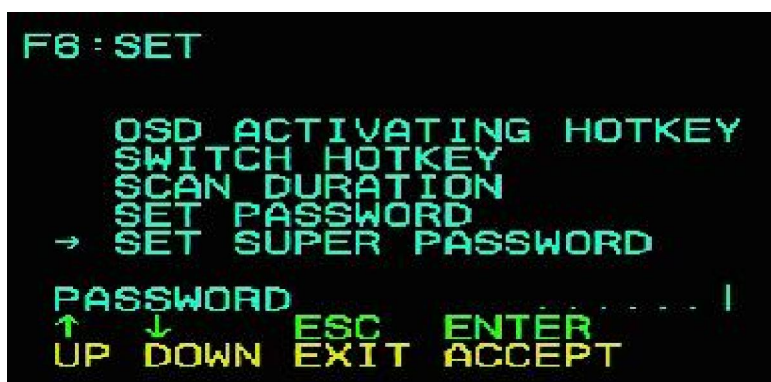 F6:SET
OSD ACTIVATING HOTKEY
SWITCH HOTKEY
SCAN DURATION
SET PASSWORD
→ SET SUPER PASSWORD
PASSWORD ......|
↑ ↓ ESC ENTER
UP DOWN EXIT ACCEPT